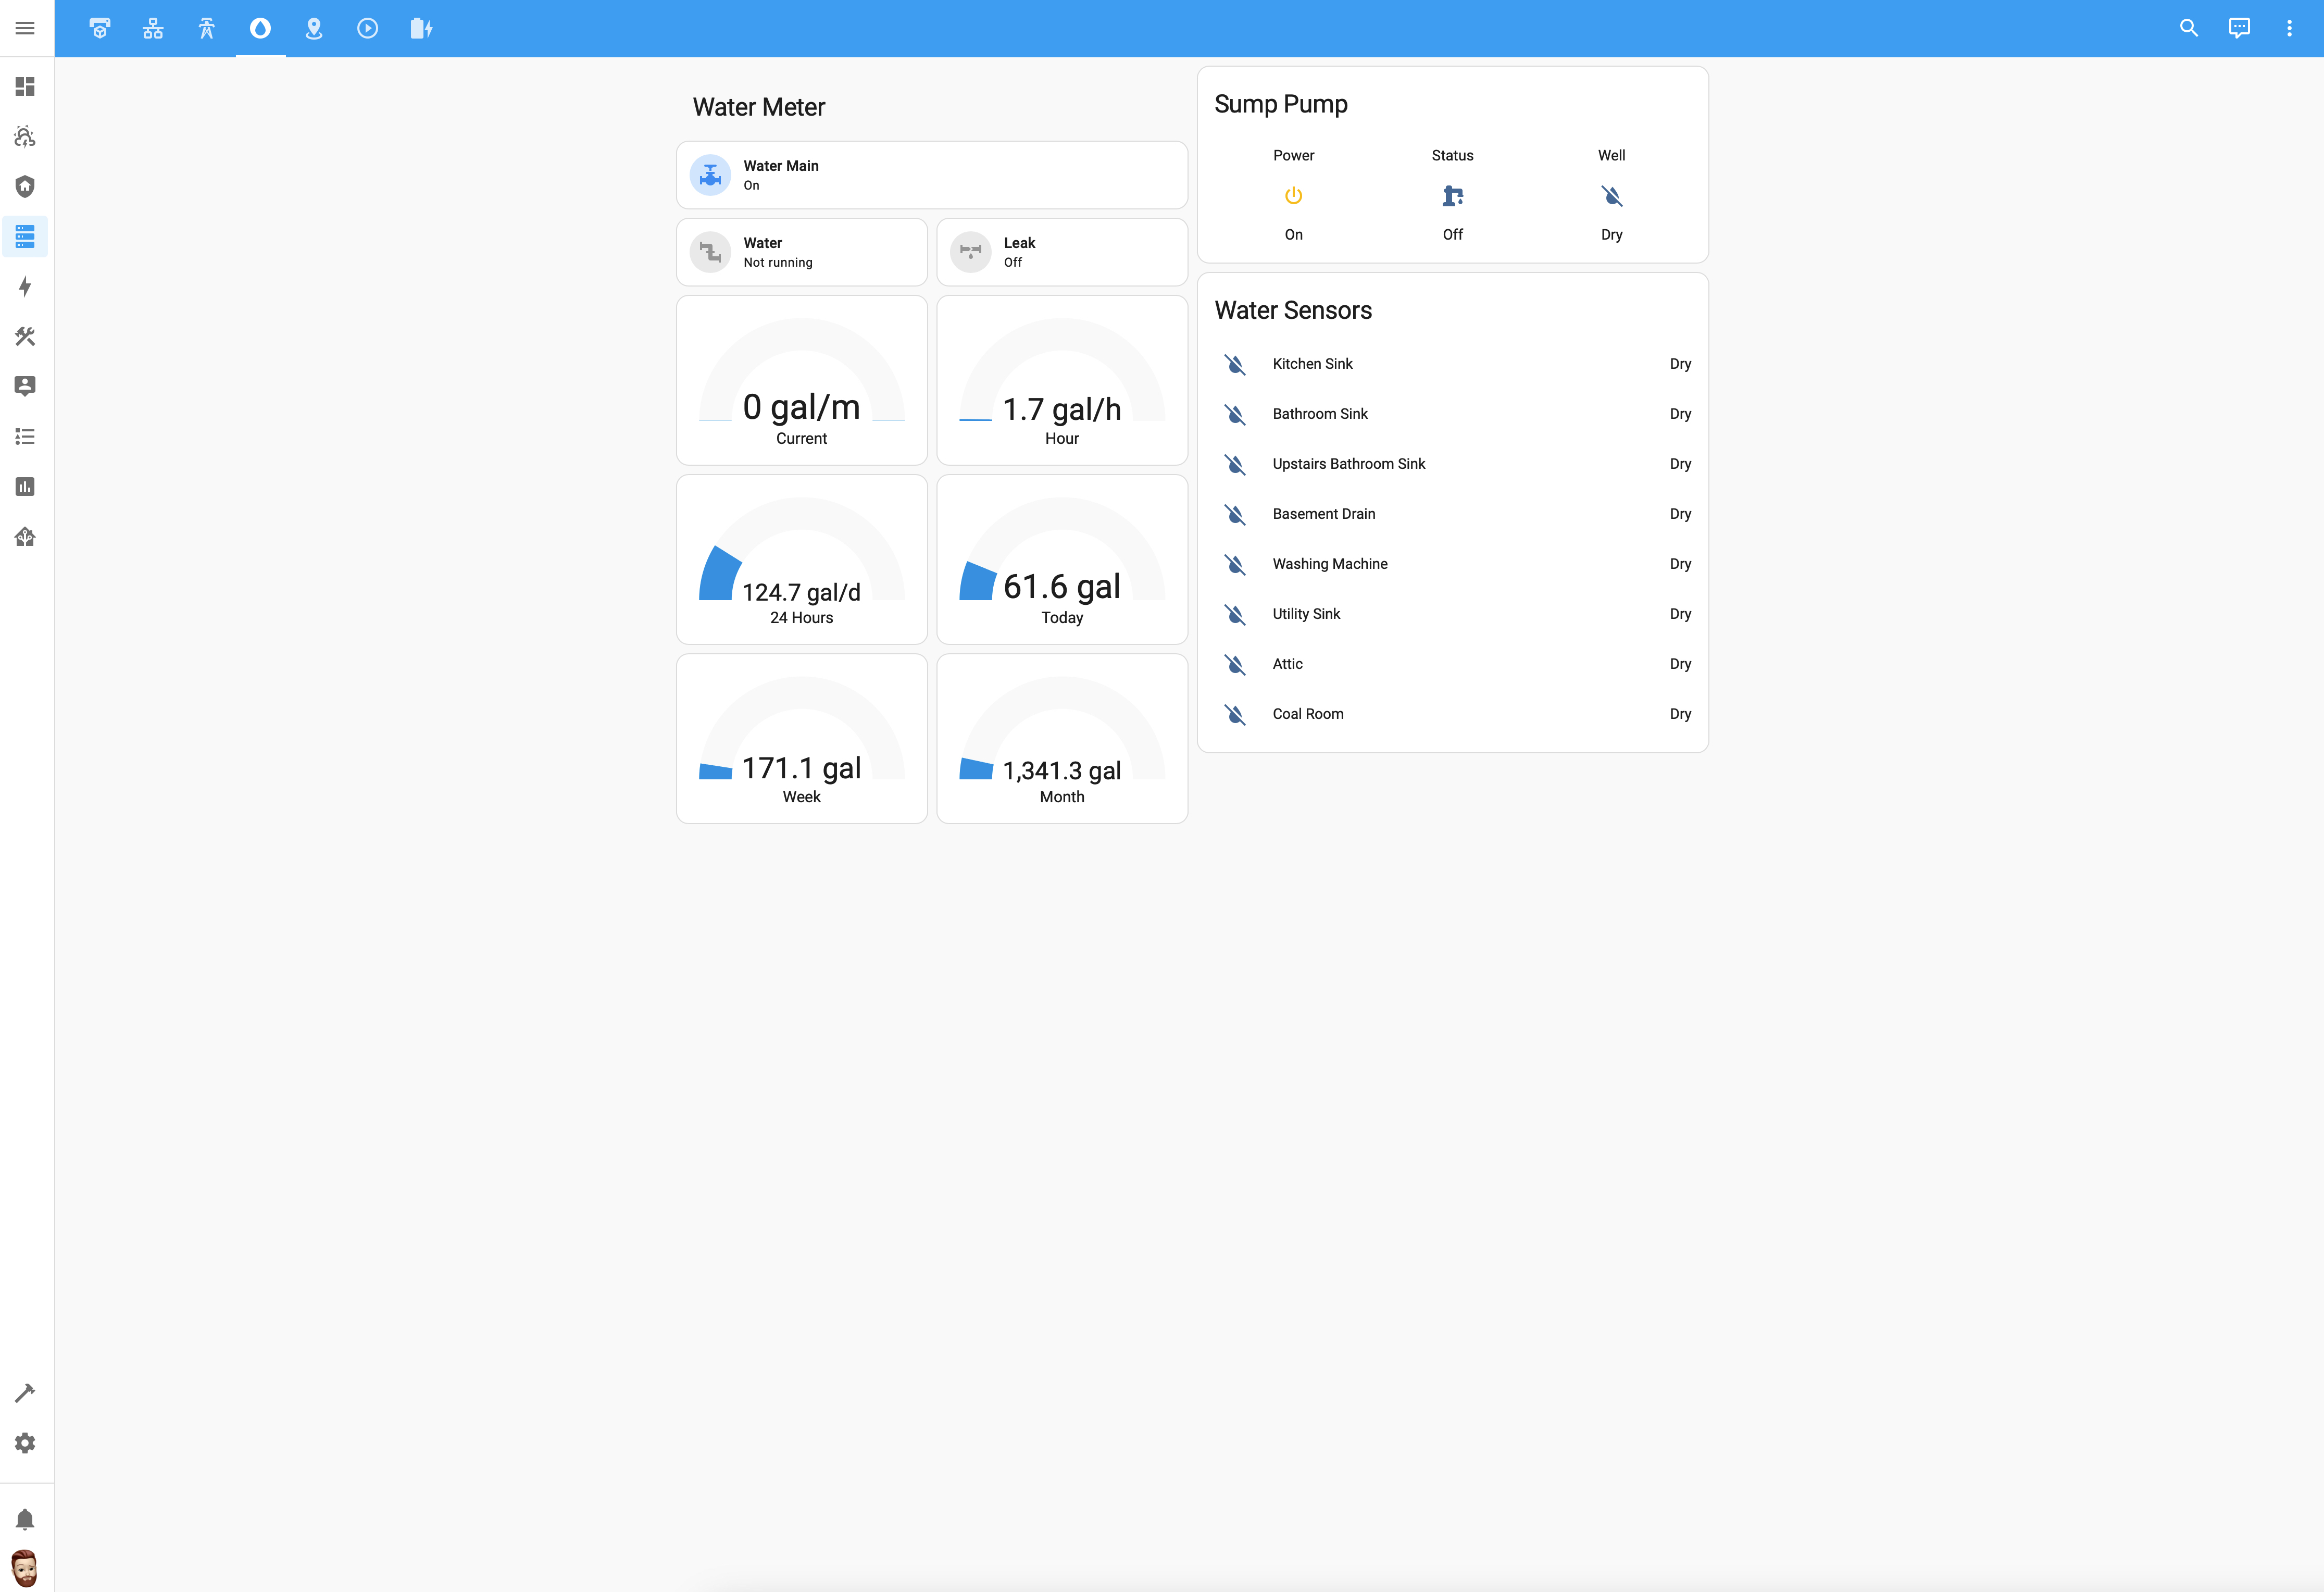 Water Meter
Water Main
On
Water
Not running
Leak
Off
0 gal/m
Current
1.7 gal/h
Hour
124.7 gal/d
24 Hours
61.6 gal
Today
171.1 gal
Week
1,341.3 gal
Month
Sump Pump
Power Status Well
On Off Dry
Water Sensors
Kitchen Sink Dry
Bathroom Sink Dry
Upstairs Bathroom Sink Dry
Basement Drain Dry
Washing Machine Dry
Utility Sink Dry
Attic Dry
Coal Room Dry